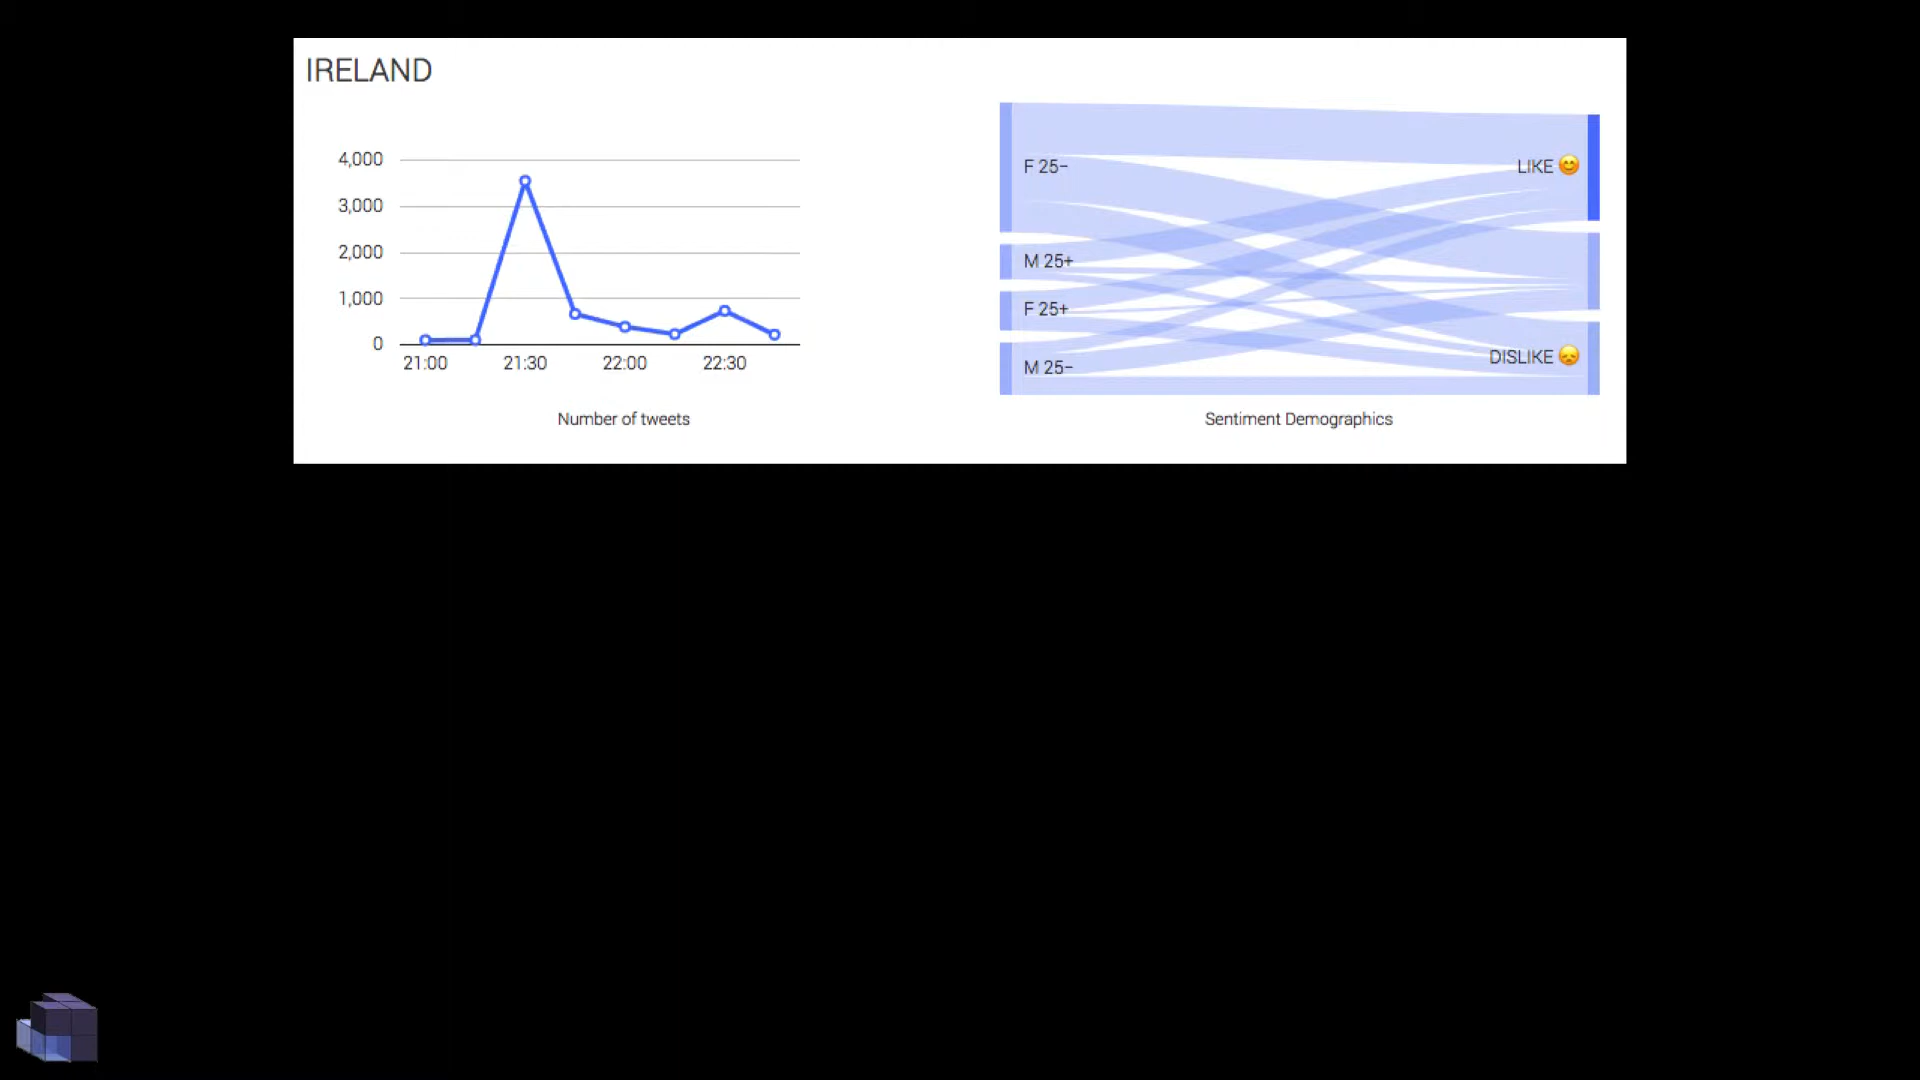 IRELAND
4,000
3,000
2,000
1,000
0
21:00 21:30 22:00 22:30
Number of tweets
F 25−
M 25+
F 25+
M 25−
LIKE 😊
DISLIKE 😞
Sentiment Demographics